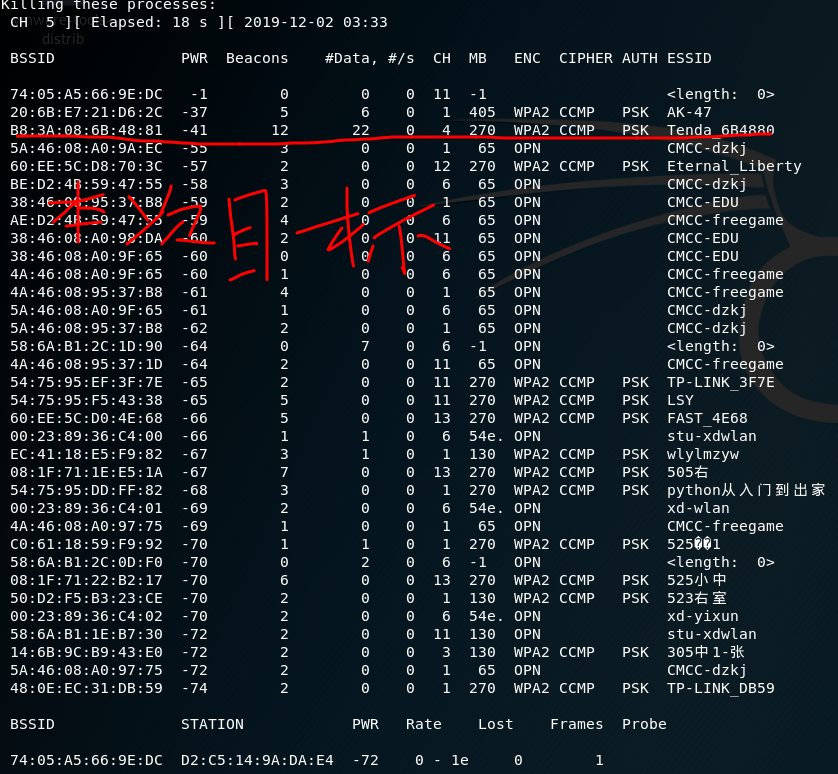 Killing these processes:
CH 5 ][ Elapsed: 18 s ][ 2019-12-02 03:33
distrib
BSSID PWR Beacons #Data, #/s CH MB ENC CIPHER AUTH ESSID
74:05:A5:66:9E:DC -1 0 0 0 11 -1 <length: 0>
20:6B:E7:21:D6:2C -37 5 6 0 1 405 WPA2 CCMP PSK AK-47
B8:3A:08:6B:48:81 -41 12 22 0 4 270 WPA2 CCMP PSK Tenda_6B4880
5A:46:08:A0:9A:EC -55 3 0 0 1 65 OPN CMCC-dzkj
60:EE:5C:D8:70:3C -57 2 0 0 12 270 WPA2 CCMP PSK Eternal_Liberty
BE:D2:4B:59:47:55 -58 3 0 0 6 65 OPN CMCC-dzkj
38:46:08:95:37:B8 -59 2 0 0 1 65 OPN CMCC-EDU
AE:D2:4B:59:47:55 -59 4 0 0 6 65 OPN CMCC-freegame
本次目标
38:46:08:A0:98:DA -60 2 0 0 11 65 OPN CMCC-EDU
38:46:08:A0:9F:65 -60 0 0 0 6 65 OPN CMCC-EDU
4A:46:08:A0:9F:65 -60 1 0 0 6 65 OPN CMCC-freegame
4A:46:08:95:37:B8 -61 4 0 0 1 65 OPN CMCC-freegame
5A:46:08:A0:9F:65 -61 1 0 0 6 65 OPN CMCC-dzkj
5A:46:08:95:37:B8 -62 2 0 0 1 65 OPN CMCC-dzkj
58:6A:B1:2C:1D:90 -64 0 7 0 6 -1 OPN <length: 0>
4A:46:08:95:37:1D -64 2 0 0 11 65 OPN CMCC-freegame
54:75:95:EF:3F:7E -65 2 0 0 11 270 WPA2 CCMP PSK TP-LINK_3F7E
54:75:95:F5:43:38 -65 5 0 0 11 270 WPA2 CCMP PSK LSY
60:EE:5C:D0:4E:68 -66 5 0 0 13 270 WPA2 CCMP PSK FAST_4E68
00:23:89:36:C4:00 -66 1 1 0 6 54e. OPN stu-xdwlan
EC:41:18:E5:F9:82 -67 3 1 0 1 130 WPA2 CCMP PSK wlylmzyw
08:1F:71:1E:E5:1A -67 7 0 0 13 270 WPA2 CCMP PSK 505右
54:75:95:DD:FF:82 -68 3 0 0 1 270 WPA2 CCMP PSK python从入门到出家
00:23:89:36:C4:01 -69 2 0 0 6 54e. OPN xd-wlan
4A:46:08:A0:97:75 -69 1 0 0 1 65 OPN CMCC-freegame
C0:61:18:59:F9:92 -70 1 1 0 1 270 WPA2 CCMP PSK 525��1
58:6A:B1:2C:0D:F0 -70 0 2 0 6 -1 OPN <length: 0>
08:1F:71:22:B2:17 -70 6 0 0 13 270 WPA2 CCMP PSK 525小中
50:D2:F5:B3:23:CE -70 2 0 0 1 130 WPA2 CCMP PSK 523右室
00:23:89:36:C4:02 -70 2 0 0 6 54e. OPN xd-yixun
58:6A:B1:1E:B7:30 -72 2 0 0 11 130 OPN stu-xdwlan
14:6B:9C:B9:43:E0 -72 2 0 0 3 130 WPA2 CCMP PSK 305中1-张
5A:46:08:A0:97:75 -72 2 0 0 1 65 OPN CMCC-dzkj
48:0E:EC:31:DB:59 -74 2 0 0 1 270 WPA2 CCMP PSK TP-LINK_DB59
BSSID STATION PWR Rate Lost Frames Probe
74:05:A5:66:9E:DC D2:C5:14:9A:DA:E4 -72 0 - 1e 0 1